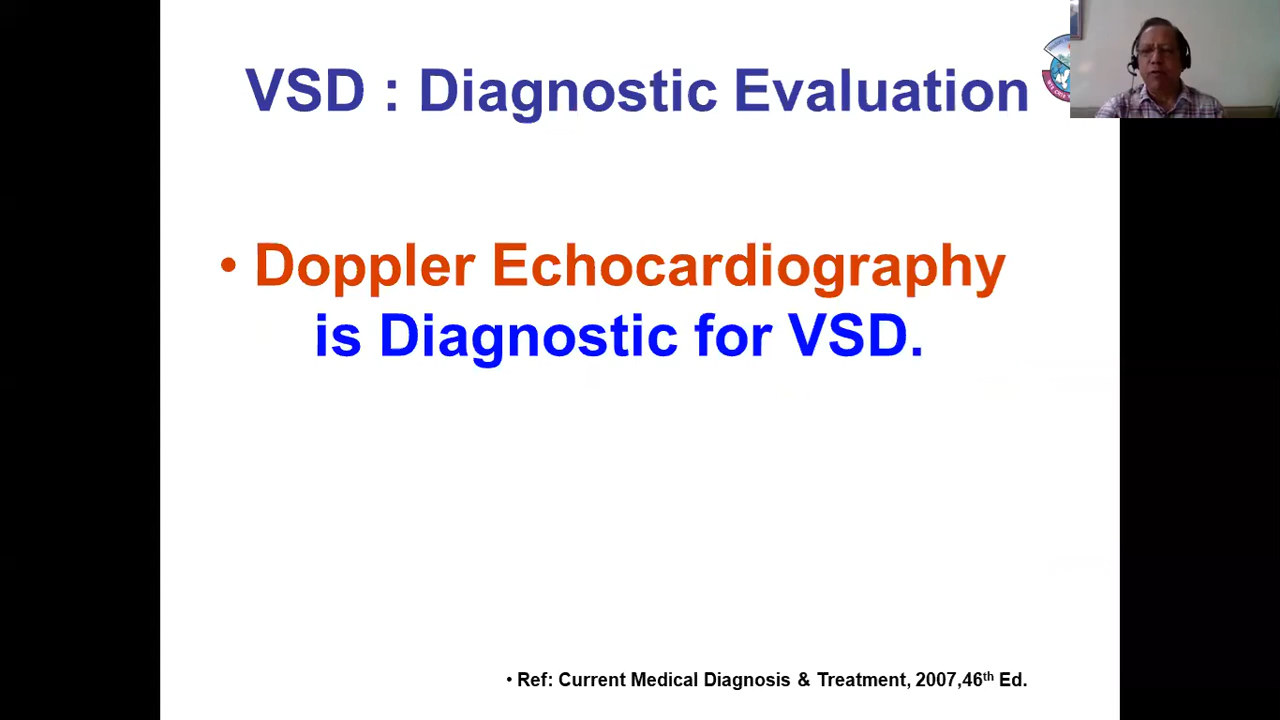 VSD : Diagnostic Evaluation
• Doppler Echocardiography
is Diagnostic for VSD.
• Ref: Current Medical Diagnosis & Treatment, 2007,46th Ed.